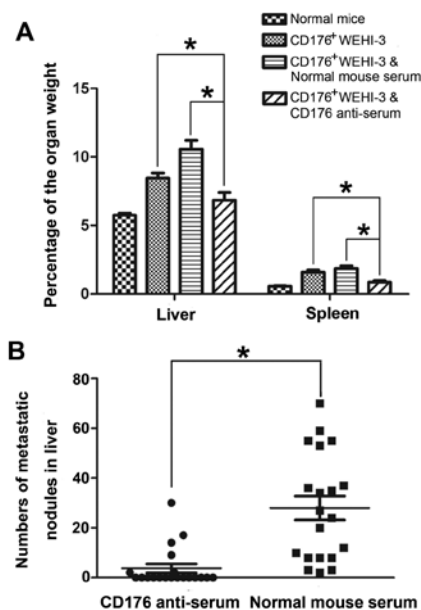 A
Percentage of the organ weight
15
10
5
0
Liver
Spleen
*
*
*
*
Normal mice
CD176+ WEHI-3
CD176+ WEHI-3 &
Normal mouse serum
CD176+ WEHI-3 &
CD176 anti-serum
B
Numbers of metastatic
nodules in liver
80
60
40
20
0
*
CD176 anti-serum
Normal mouse serum